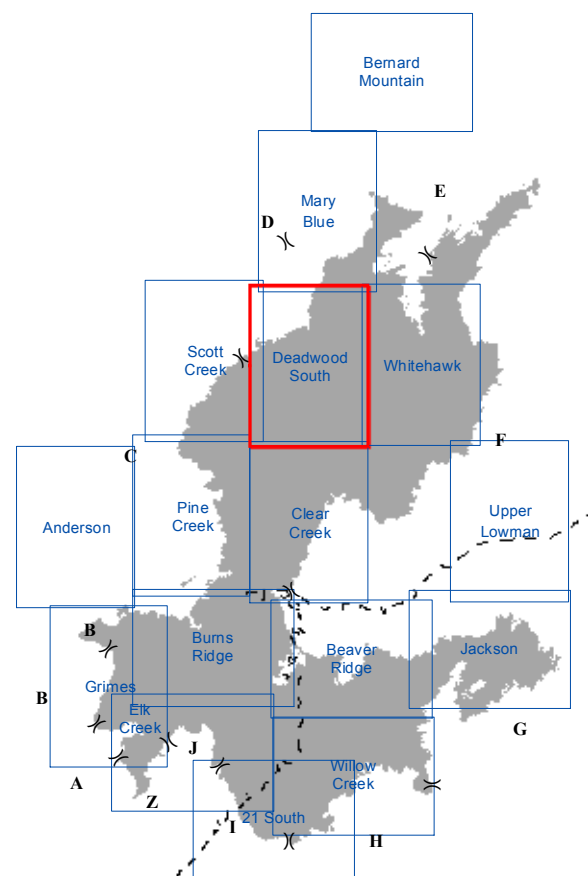 Bernard
Mountain
E
Mary
Blue
D
Scott
Creek
Deadwood
South
Whitehawk
F
C
Pine
Creek
Clear
Creek
Upper
Lowman
Anderson
B
Burns
Ridge
Beaver
Ridge
Jackson
B
Grimes
Elk
Creek
G
J
A
Z
Willow
Creek
I
21 South
H